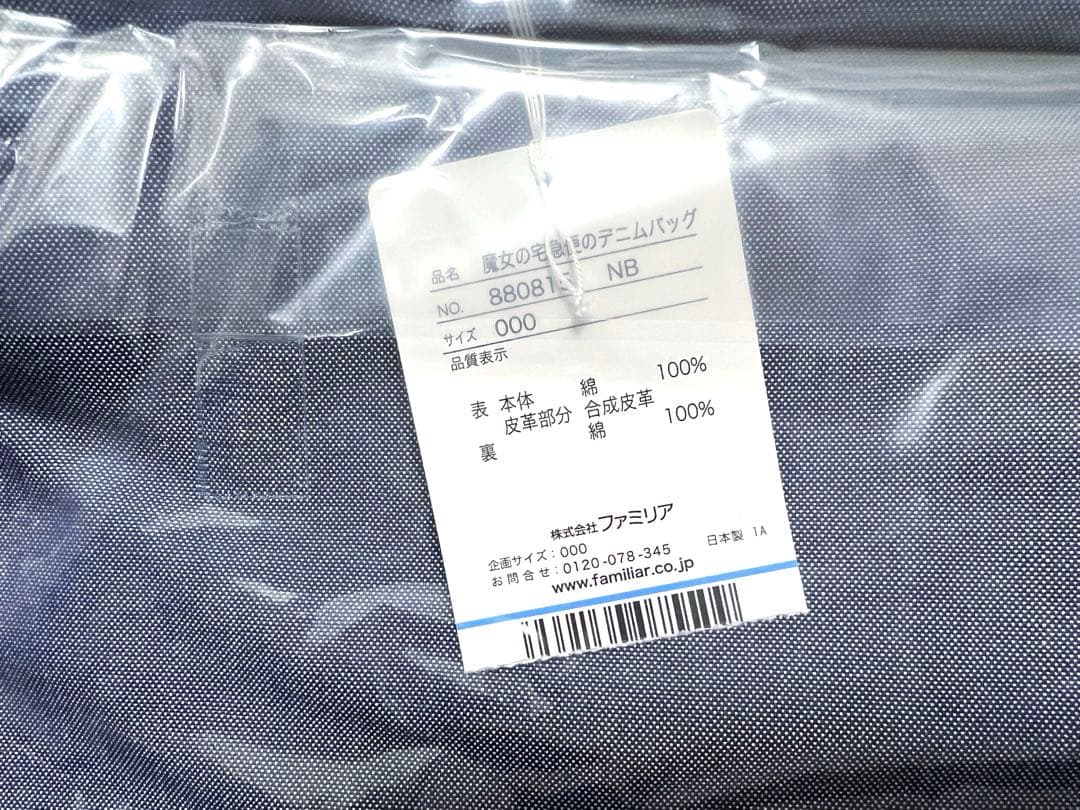 品名 魔女の宅急便のデニムバッグ
NO. 880815 NB
サイズ 000
品質表示
表 本体 綿 100%
皮革部分 合成皮革
裏 綿 100%
株式会社ファミリア
企画サイズ：000 日本製 1A
お問合せ：0120-078-345
www.familiar.co.jp